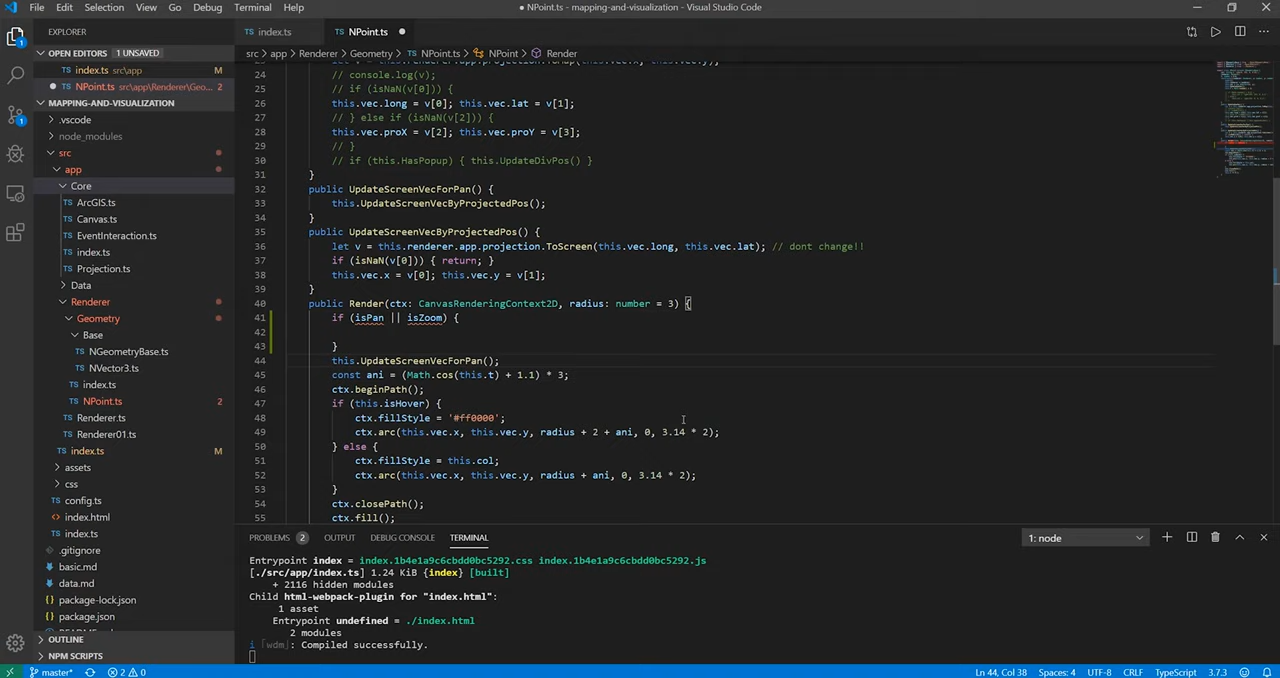 File Edit Selection View Go Debug Terminal Help
● NPoint.ts - mapping-and-visualization - Visual Studio Code
EXPLORER
OPEN EDITORS 1 UNSAVED
TS index.ts src\app M
● NPoint.ts src\app\Renderer\Geo... 2
MAPPING-AND-VISUALIZATION
.vscode
node_modules
src
app
Core
TS ArcGIS.ts
TS Canvas.ts
TS EventInteraction.ts
TS index.ts
TS Projection.ts
Data
Renderer
Geometry
Base
TS NGeometryBase.ts
TS NVector3.ts
TS index.ts
TS NPoint.ts 2
TS Renderer.ts
TS Renderer01.ts
TS index.ts M
assets
css
TS config.ts
<> index.html
TS index.ts
.gitignore
basic.md
data.md
package-lock.json
package.json
OUTLINE
NPM SCRIPTS
TS index.ts
TS NPoint.ts ●
src > app > Renderer > Geometry > TS NPoint.ts > NPoint > Render
24 // console.log(v);
25 // if (isNaN(v[0])) {
26 this.vec.long = v[0]; this.vec.lat = v[1];
27 // } else if (isNaN(v[2])) {
28 this.vec.proX = v[2]; this.vec.proY = v[3];
29 // }
30 // if (this.HasPopup) { this.UpdateDivPos() }
31 }
32 public UpdateScreenVecForPan() {
33 this.UpdateScreenVecByProjectedPos();
34 }
35 public UpdateScreenVecByProjectedPos() {
36 let v = this.renderer.app.projection.ToScreen(this.vec.long, this.vec.lat); // dont change!!
37 if (isNaN(v[0])) { return; }
38 this.vec.x = v[0]; this.vec.y = v[1];
39 }
40 public Render(ctx: CanvasRenderingContext2D, radius: number = 3) {
41 if (isPan || isZoom) {
42
43 }
44 this.UpdateScreenVecForPan();
45 const ani = (Math.cos(this.t) + 1.1) * 3;
46 ctx.beginPath();
47 if (this.isHover) {
48 ctx.fillStyle = '#ff0000';
49 ctx.arc(this.vec.x, this.vec.y, radius + 2 + ani, 0, 3.14 * 2);
50 } else {
51 ctx.fillStyle = this.col;
52 ctx.arc(this.vec.x, this.vec.y, radius + ani, 0, 3.14 * 2);
53 }
54 ctx.closePath();
55 ctx.fill();
PROBLEMS 2 OUTPUT DEBUG CONSOLE TERMINAL
1: node
Entrypoint index = index.1b4e1a9c6cbdd0bc5292.css index.1b4e1a9c6cbdd0bc5292.js
[./src/app/index.ts] 1.24 KiB {index} [built]
+ 2116 hidden modules
Child html-webpack-plugin for "index.html":
1 asset
Entrypoint undefined = ./index.html
2 modules
i ｢wdm｣: Compiled successfully.
master* 2 0
Ln 44, Col 38 Spaces: 4 UTF-8 CRLF TypeScript 3.7.3